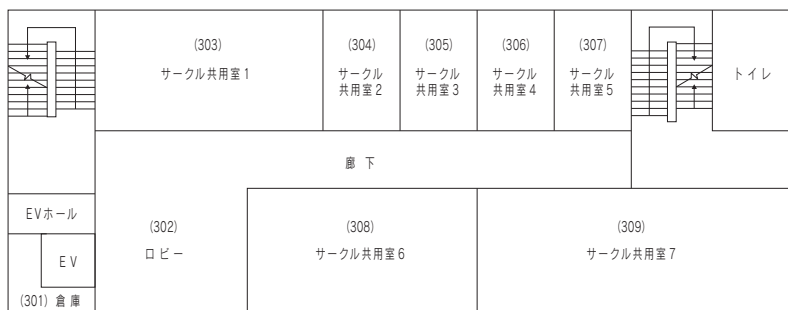 (303)
サークル共用室1
(304)
サークル
共用室2
(305)
サークル
共用室3
(306)
サークル
共用室4
(307)
サークル
共用室5
トイレ
廊下
EVホール
EV
(301) 倉庫
(302)
ロビー
(308)
サークル共用室6
(309)
サークル共用室7